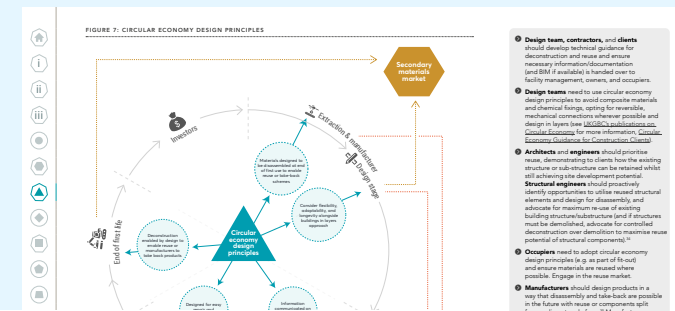 FIGURE 7: CIRCULAR ECONOMY DESIGN PRINCIPLES
Secondary
materials
market
Investors
Extraction & manufacturer
Design stage
End of first life
Materials designed to
be disassembled at end
of first use to enable
reuse or take-back
schemes
Consider flexibility,
adaptability, and
longevity alongside
buildings in layers
approach
Circular
economy
design
principles
Deconstruction
enabled by design to
enable reuse or
manufacturers to
take back products
Designed for easy
Information
i
ii
iii
Design team, contractors, and clients
should develop technical guidance for
deconstruction and reuse and ensure
necessary information/documentation
(and BIM if available) is handed over to
facility management, owners, and occupiers.
Design teams need to use circular economy
design principles to avoid composite materials
and chemical fixings, opting for reversible,
mechanical connections wherever possible and
design in layers (see UKGBC's publications on
Circular Economy for more information, Circular
Economy Guidance for Construction Clients).
Architects and engineers should prioritise
reuse, demonstrating to clients how the existing
structure or sub-structure can be retained whilst
still achieving site development potential.
Structural engineers should proactively
identify opportunities to utilise reused structural
elements and design for disassembly, and
advocate for maximum re-use of existing
building structure/substructure (and if structures
must be demolished, advocate for controlled
deconstruction over demolition to maximise reuse
potential of structural components).
Occupiers need to adopt circular economy
design principles (e.g. as part of fit-out)
and ensure materials are reused where
possible. Engage in the reuse market.
Manufacturers should design products in a
way that disassembly and take-back are possible
in the future with reuse or components split